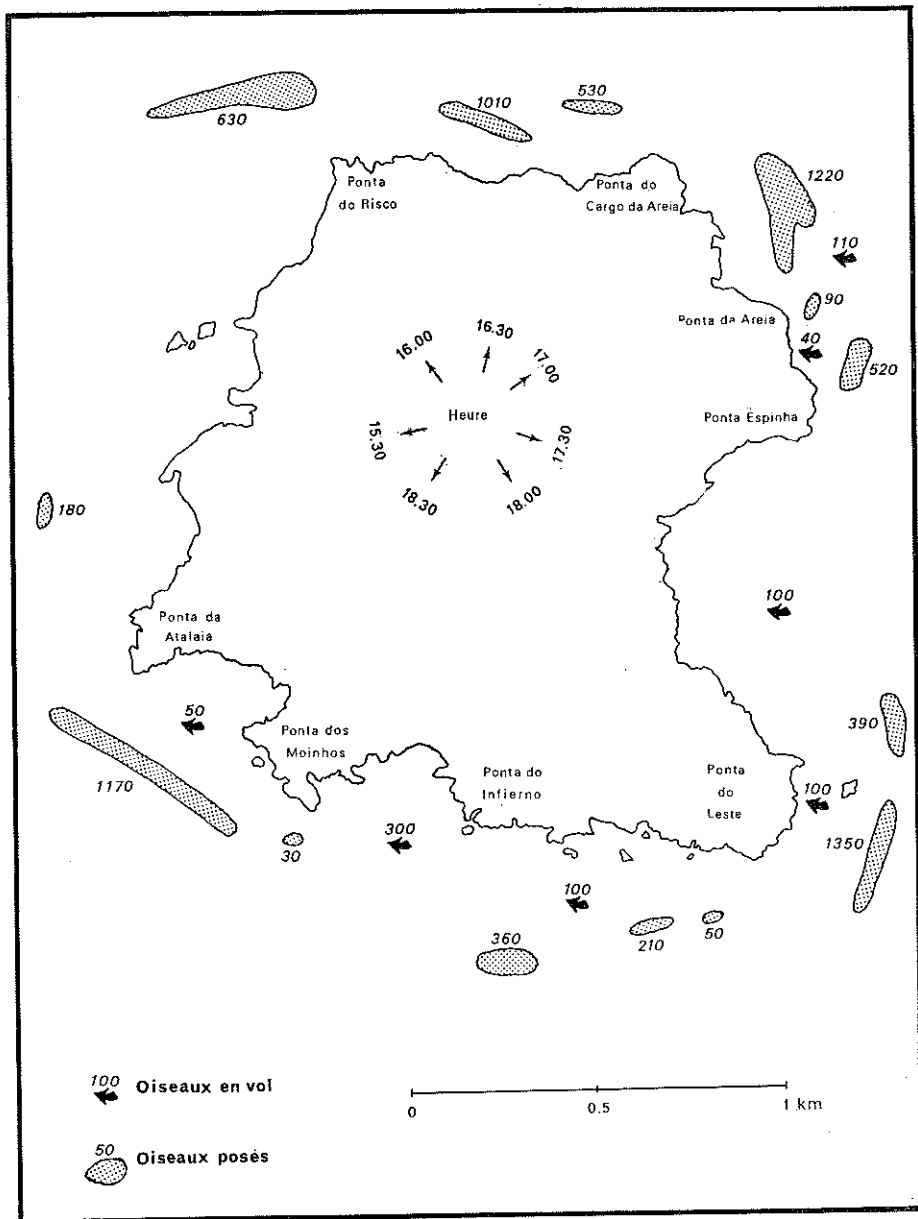 530
1010
630
Ponta
do Risco
Ponta do
Cargo da Areia
1220
110
90
Ponta da Areia
40
520
16.00
16.30
17.00
Heure
15.30
17.30
18.30
18.00
Ponta Espinha
180
100
Ponta da
Atalaia
50
390
Ponta dos
Moinhos
1170
Ponta do
Infierno
Ponta
do
Leste
100
1350
30
300
100
360
210
50
100 Oiseaux en vol
0 0.5 1 km
50 Oiseaux posés